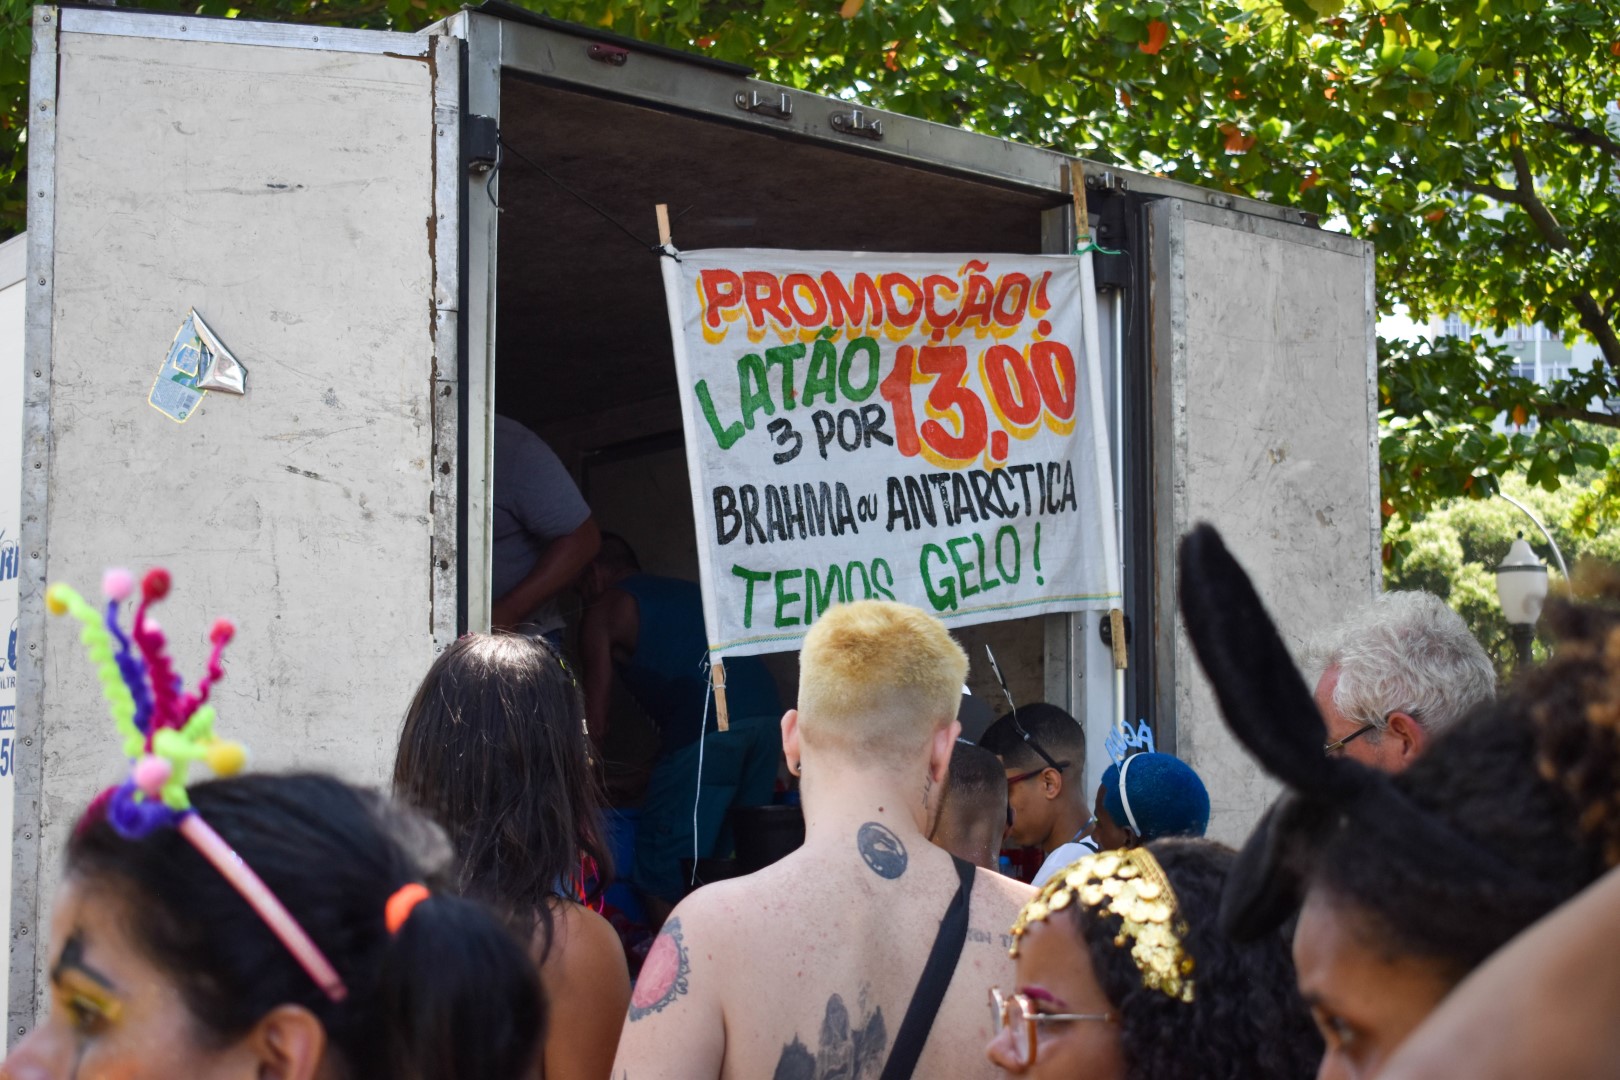 PROMOÇÃO!
LATÃO
3 POR 13,00
BRAHMA ou ANTARCTICA
TEMOS GELO!